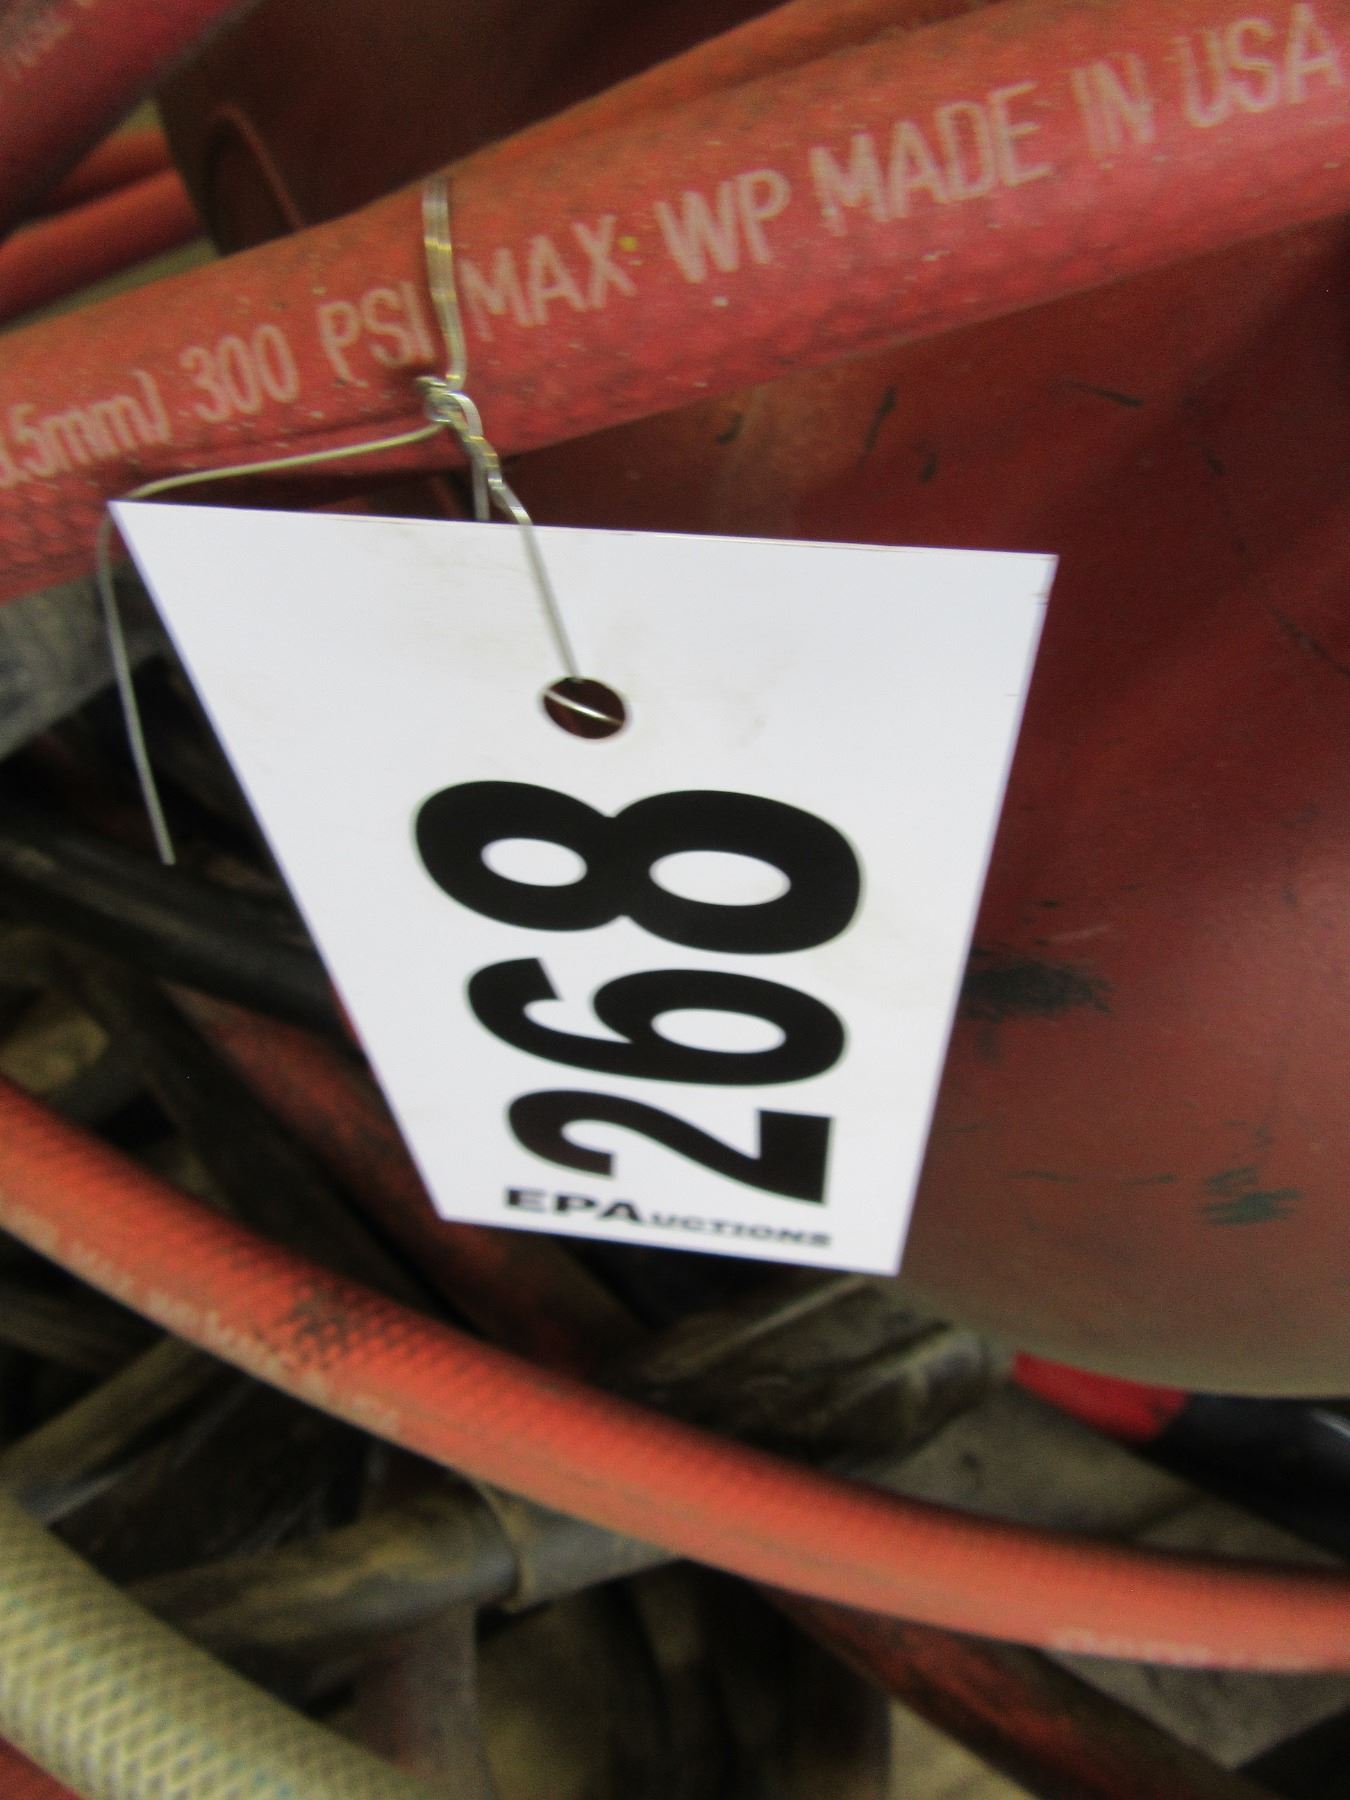 .5mm) 300 PSI MAX WP MADE IN USA
268
EPAUCTIONS